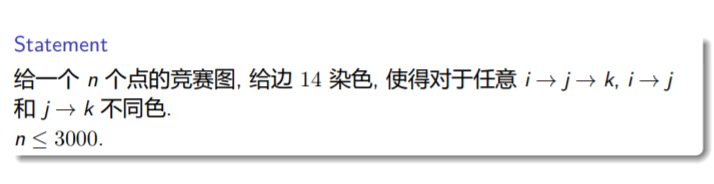 Statement
给一个 n 个点的竞赛图, 给边 14 染色, 使得对于任意 i → j → k, i → j
和 j → k 不同色.
n ≤ 3000.